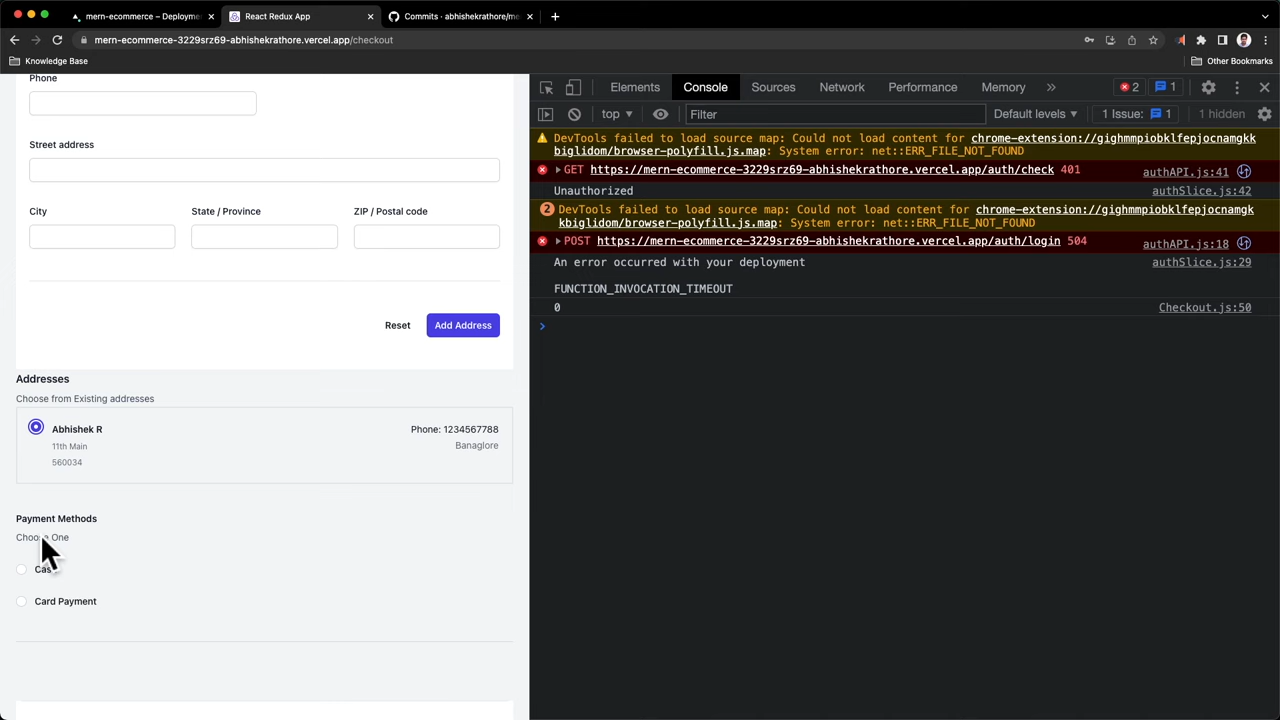 mern-ecommerce – Deployme
React Redux App
Commits · abhishekrathore/me
mern-ecommerce-3229srz69-abhishekrathore.vercel.app/checkout
Knowledge Base
Other Bookmarks
Phone
Street address
City State / Province ZIP / Postal code
Reset Add Address
Addresses
Choose from Existing addresses
Abhishek R Phone: 1234567788
11th Main Banaglore
560034
Payment Methods
Choose One
Card Payment
Elements Console Sources Network Performance Memory 2 1
top Filter Default levels 1 Issue: 1 1 hidden
DevTools failed to load source map: Could not load content for chrome-extension://gighmmpiobklfepjocnamgkk
biglidom/browser-polyfill.js.map: System error: net::ERR_FILE_NOT_FOUND
GET https://mern-ecommerce-3229srz69-abhishekrathore.vercel.app/auth/check 401 authAPI.js:41
Unauthorized authSlice.js:42
2 DevTools failed to load source map: Could not load content for chrome-extension://gighmmpiobklfepjocnamgk
kbiglidom/browser-polyfill.js.map: System error: net::ERR_FILE_NOT_FOUND
POST https://mern-ecommerce-3229srz69-abhishekrathore.vercel.app/auth/login 504 authAPI.js:18
An error occurred with your deployment authSlice.js:29
FUNCTION_INVOCATION_TIMEOUT
0 Checkout.js:50